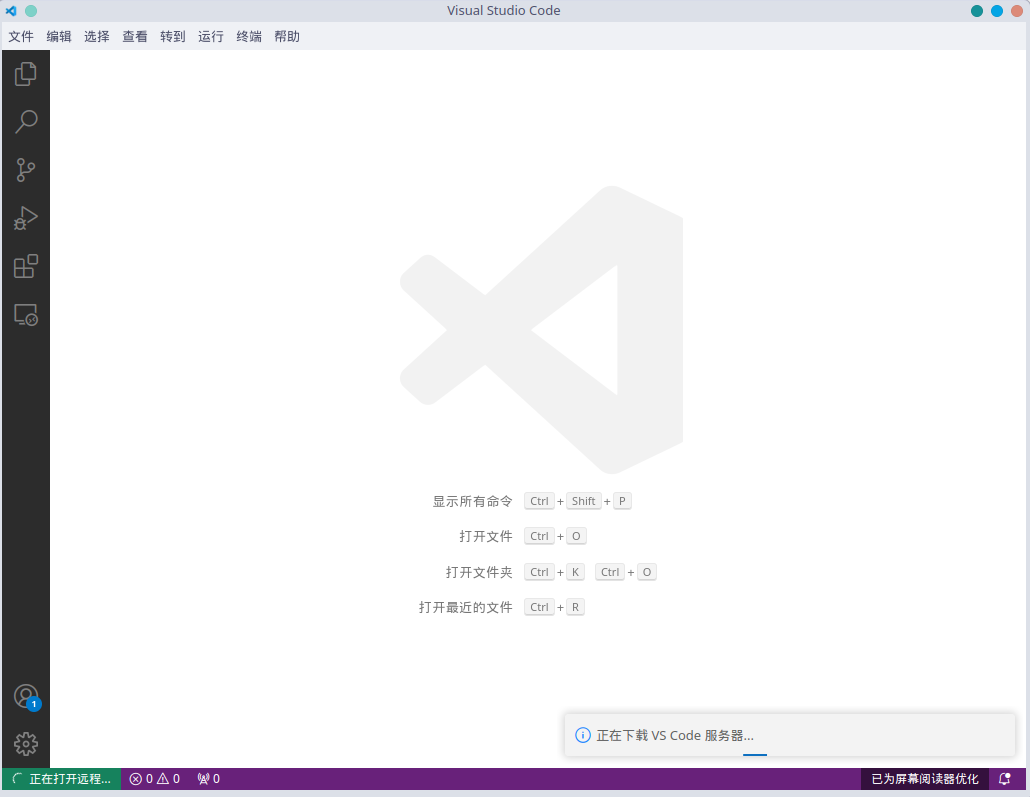 Visual Studio Code
文件 编辑 选择 查看 转到 运行 终端 帮助
显示所有命令 Ctrl + Shift + P
打开文件 Ctrl + O
打开文件夹 Ctrl + K Ctrl + O
打开最近的文件 Ctrl + R
1
正在下载 VS Code 服务器...
正在打开远程... 0 0 0 已为屏幕阅读器优化